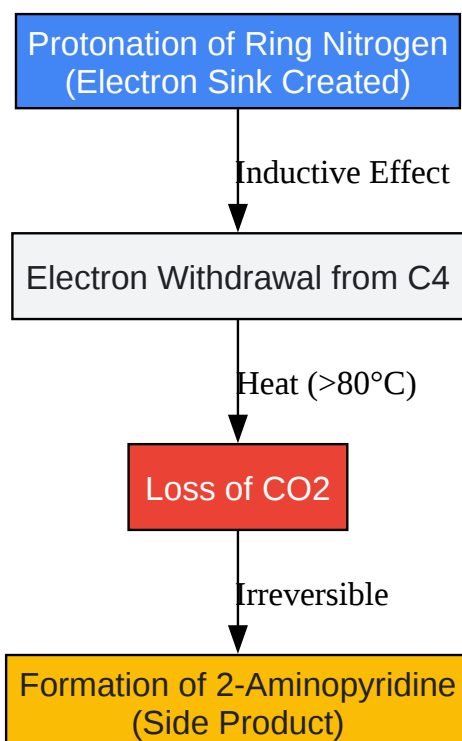 Protonation of Ring Nitrogen
(Electron Sink Created)
Inductive Effect
Electron Withdrawal from C4
Heat (>80°C)
Loss of CO2
Irreversible
Formation of 2-Aminopyridine
(Side Product)